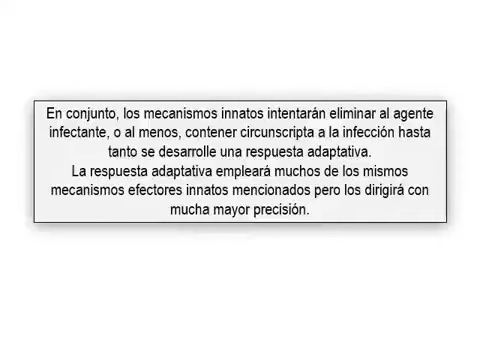 En conjunto, los mecanismos innatos intentarán eliminar al agente
infectante, o al menos, contener circunscripta a la infección hasta
tanto se desarrolle una respuesta adaptativa.
La respuesta adaptativa empleará muchos de los mismos
mecanismos efectores innatos mencionados pero los dirigirá con
mucha mayor precisión.